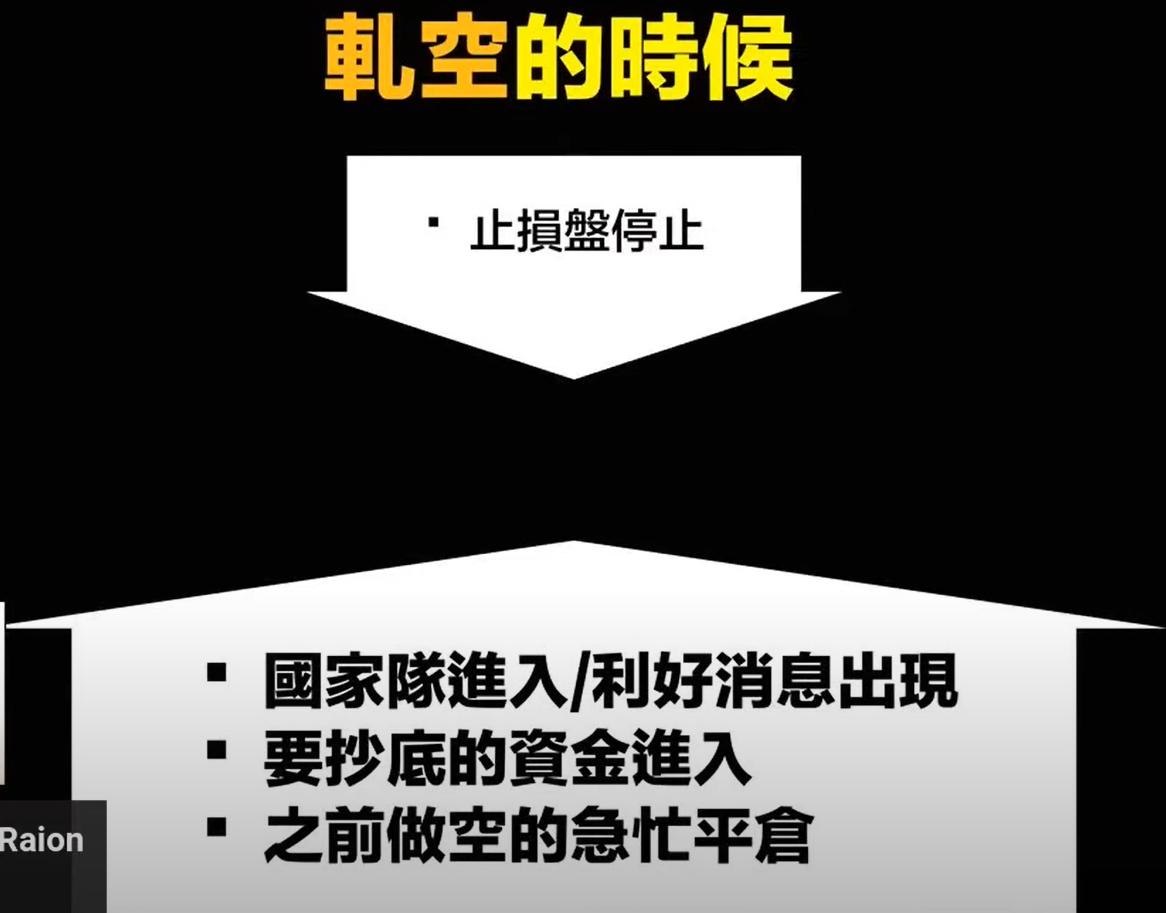 軋空的時候
▪ 止損盤停止
▪ 國家隊進入/利好消息出現
▪ 要抄底的資金進入
▪ 之前做空的急忙平倉
Raion